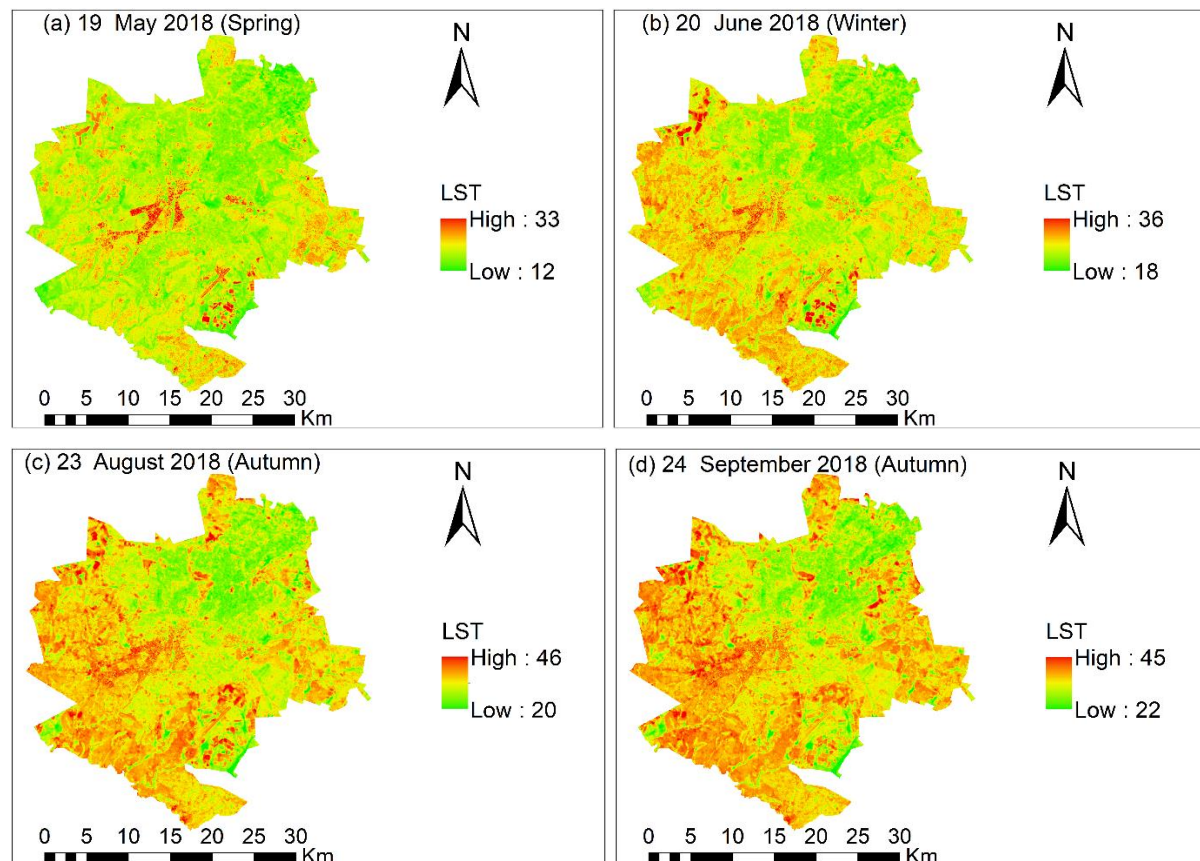 (a) 19 May 2018 (Spring)
N
LST
High : 33
Low : 12
0 5 10 15 20 25 30
Km
(b) 20 June 2018 (Winter)
N
LST
High : 36
Low : 18
0 5 10 15 20 25 30
Km
(c) 23 August 2018 (Autumn)
N
LST
High : 46
Low : 20
0 5 10 15 20 25 30
Km
(d) 24 September 2018 (Autumn)
N
LST
High : 45
Low : 22
0 5 10 15 20 25 30
Km